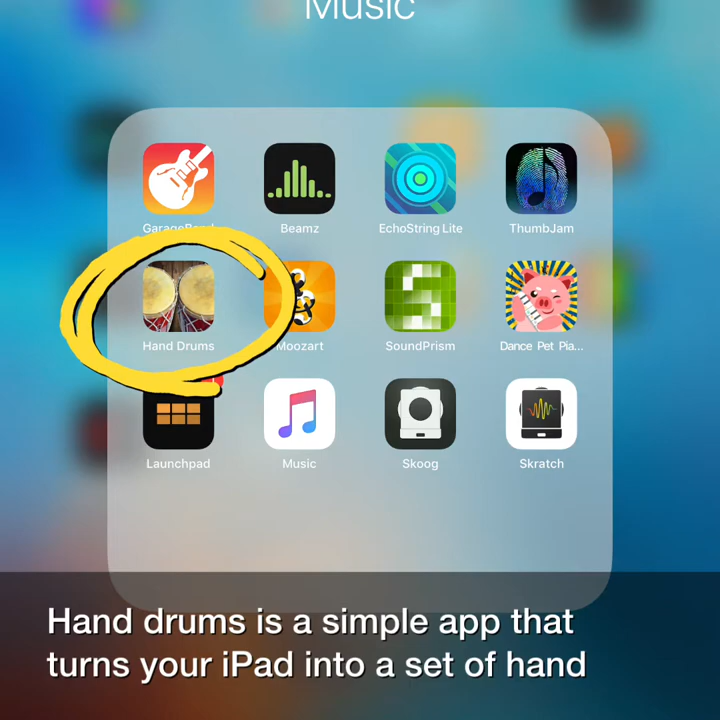 Music
GarageBand
Beamz
EchoString Lite
ThumbJam
Hand Drums
Moozart
SoundPrism
Dance Pet Pia...
Launchpad
Music
Skoog
Skratch
Hand drums is a simple app that
turns your iPad into a set of hand